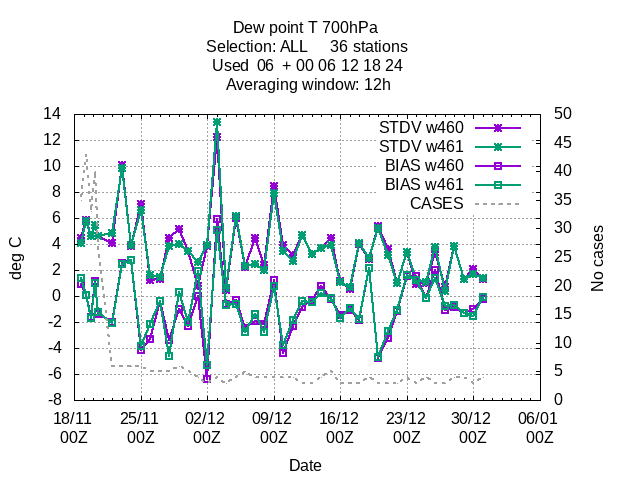 Dew point T 700hPa
Selection: ALL     36 stations
Used  06  + 00 06 12 18 24
Averaging window: 12h
14 50
12 45
10 40
8 35
6 30
4 25
2 20
0 15
-2 10
-4 5
-6 0
-8
deg C
No cases
STDV w460
STDV w461
BIAS w460
BIAS w461
CASES
18/11 25/11 02/12 09/12 16/12 23/12 30/12 06/01
00Z 00Z 00Z 00Z 00Z 00Z 00Z 00Z
Date